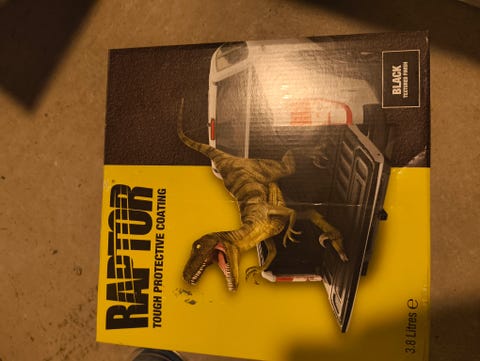 RAPTOR
TOUGH PROTECTIVE COATING
BLACK
TEXTURED FINISH
3.8 Litres ℮